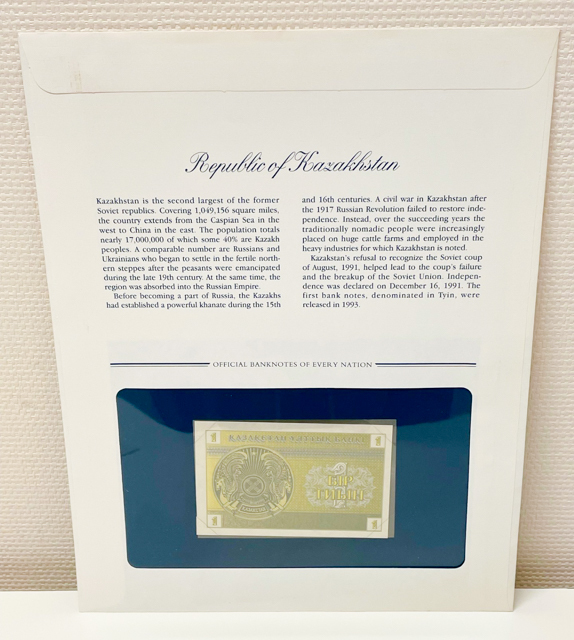 Republic of Kazakhstan
Kazakhstan is the second largest of the former
Soviet republics. Covering 1,049,156 square miles,
the country extends from the Caspian Sea in the
west to China in the east. The population totals
nearly 17,000,000 of which some 40% are Kazakh
peoples. A comparable number are Russians and
Ukrainians who began to settle in the fertile north-
ern steppes after the peasants were emancipated
during the late 19th century. At the same time, the
region was absorbed into the Russian Empire.
Before becoming a part of Russia, the Kazakhs
had established a powerful khanate during the 15th
and 16th centuries. A civil war in Kazakhstan after
the 1917 Russian Revolution failed to restore inde-
pendence. Instead, over the succeeding years the
traditionally nomadic people were increasingly
placed on huge cattle farms and employed in the
heavy industries for which Kazakhstan is noted.
Kazakstan's refusal to recognize the Soviet coup
of August, 1991, helped lead to the coup's failure
and the breakup of the Soviet Union. Indepen-
dence was declared on December 16, 1991. The
first bank notes, denominated in Tyin, were
released in 1993.
OFFICIAL BANKNOTES OF EVERY NATION
1
ҚАЗАҚСТАН ҰЛТТЫҚ БАНКІ
1
БІР
ТИЫН
1
1